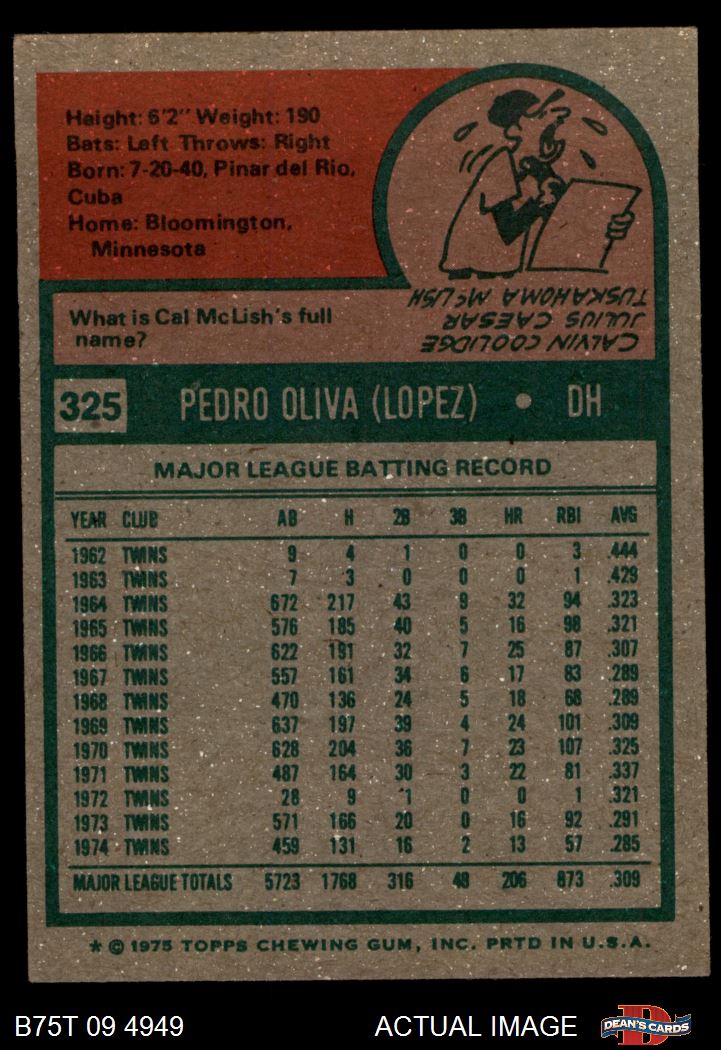 Height: 6'2" Weight: 190
Bats: Left Throws: Right
Born: 7-20-40, Pinar del Rio,
Cuba
Home: Bloomington,
Minnesota
What is Cal McLish's full
name?
CALVIN COOLIDGE
JULIUS CAESAR
TUSKAHOMA McLISH
325 PEDRO OLIVA (LOPEZ) • DH
MAJOR LEAGUE BATTING RECORD
YEAR CLUB AB H 2B 3B HR RBI AVG
1962 TWINS 9 4 1 0 0 3 .444
1963 TWINS 7 3 0 0 0 1 .429
1964 TWINS 672 217 43 9 32 94 .323
1965 TWINS 576 185 40 5 16 98 .321
1966 TWINS 622 191 32 7 25 87 .307
1967 TWINS 557 161 34 6 17 83 .289
1968 TWINS 470 136 24 5 18 68 .289
1969 TWINS 637 197 39 4 24 101 .309
1970 TWINS 628 204 36 7 23 107 .325
1971 TWINS 487 164 30 3 22 81 .337
1972 TWINS 28 9 1 0 0 1 .321
1973 TWINS 571 166 20 0 16 92 .291
1974 TWINS 459 131 16 2 13 57 .285
MAJOR LEAGUE TOTALS 5723 1768 316 48 206 873 .309
* © 1975 TOPPS CHEWING GUM, INC. PRTD IN U.S.A.
B75T 09 4949 ACTUAL IMAGE D DEAN'S CARDS